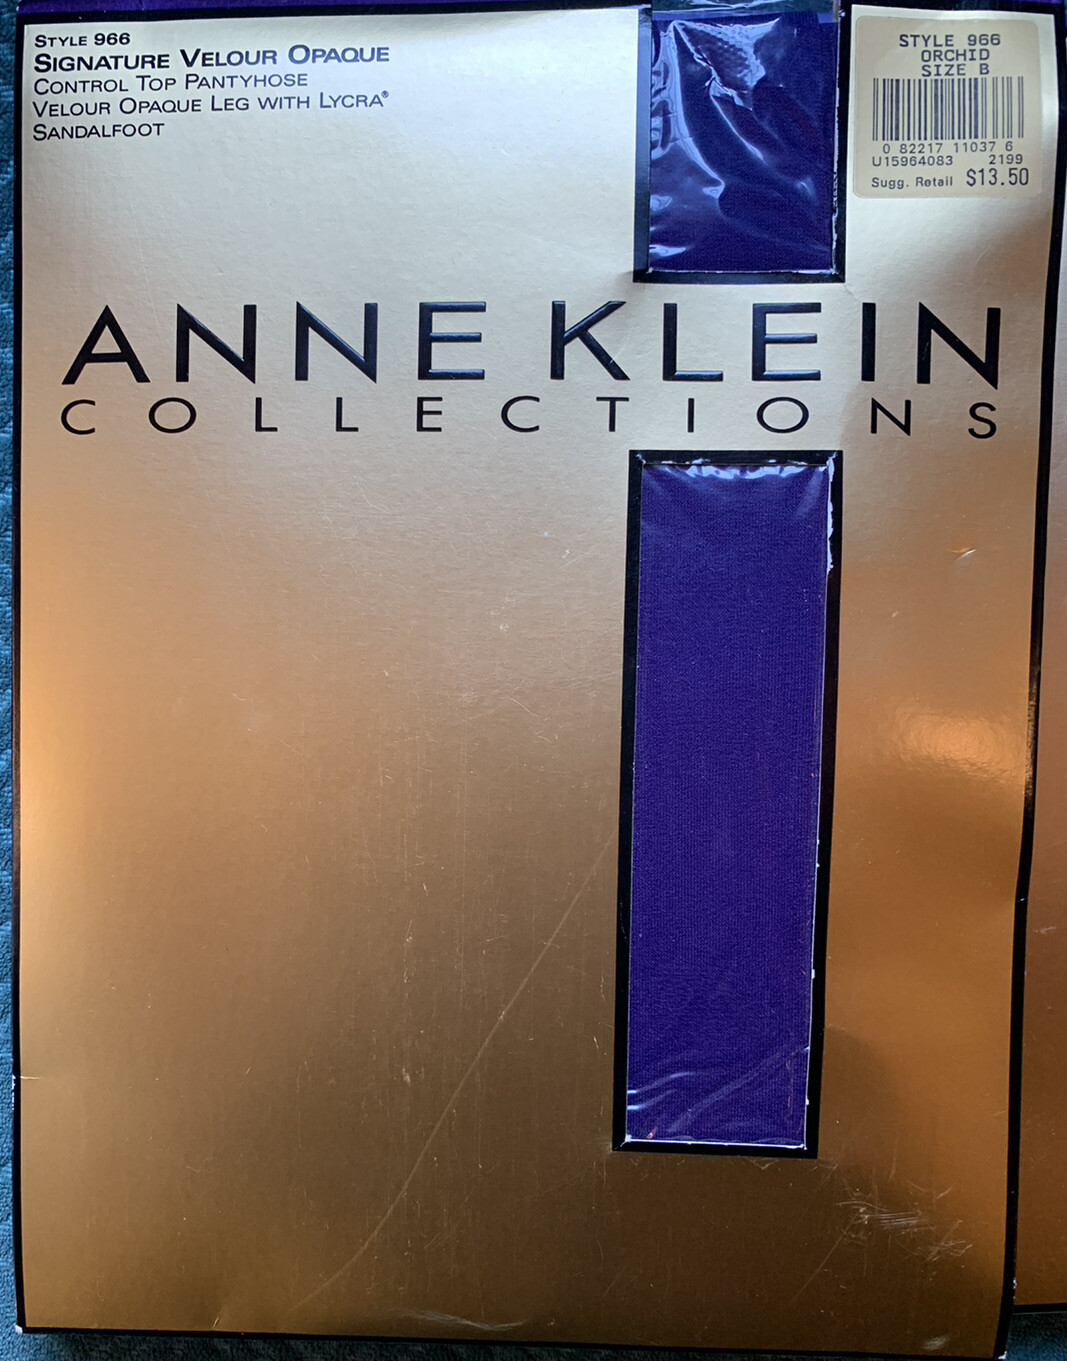 STYLE 966
SIGNATURE VELOUR OPAQUE
CONTROL TOP PANTYHOSE
VELOUR OPAQUE LEG WITH LYCRA®
SANDALFOOT
STYLE 966
ORCHID
SIZE B
0 82217 11037 6
U15964083 2199
Sugg. Retail $13.50
ANNE KLEIN
COLLECTIONS